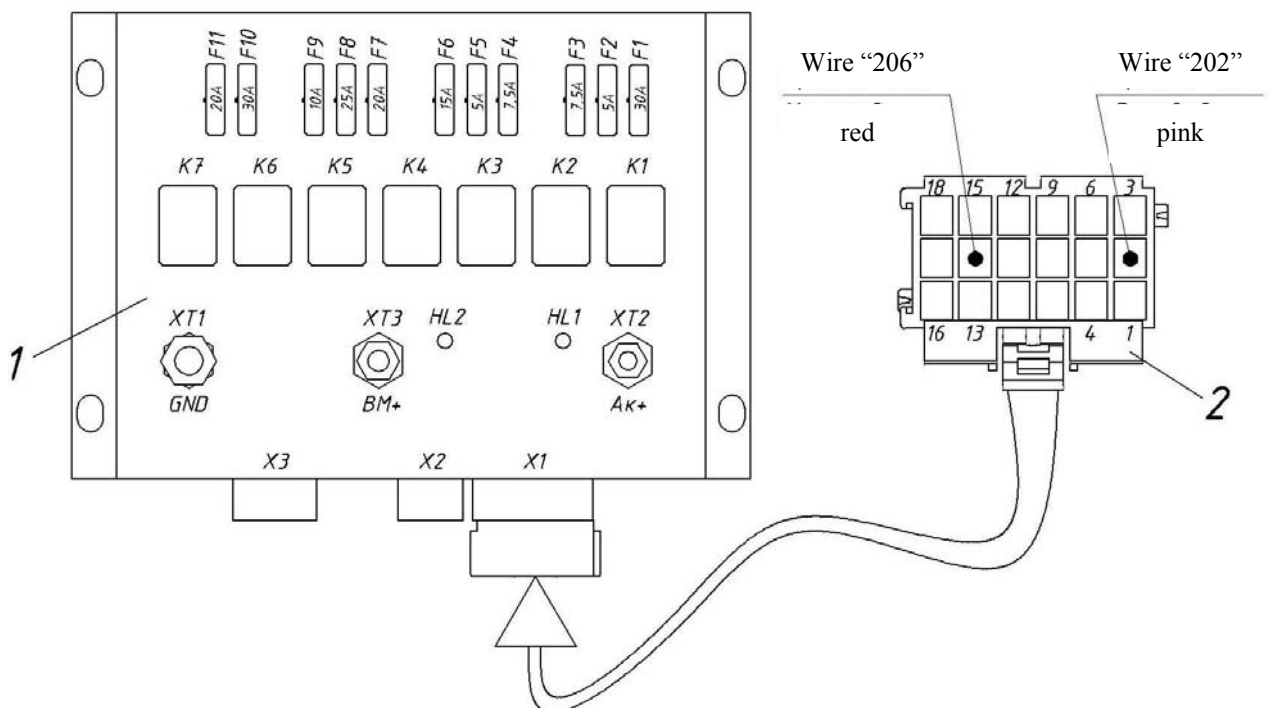 F11 F10 F9 F8 F7 F6 F5 F4 F3 F2 F1
20A 30A 10A 25A 20A 15A 5A 7,5A 7,5A 5A 30A
K7 K6 K5 K4 K3 K2 K1
XT1 XT3 HL2 HL1 XT2
GND BM+ Aк+
X3 X2 X1
1
Wire “206” Wire “202”
red pink
18 15 12 9 6 3
16 13 4 1
2